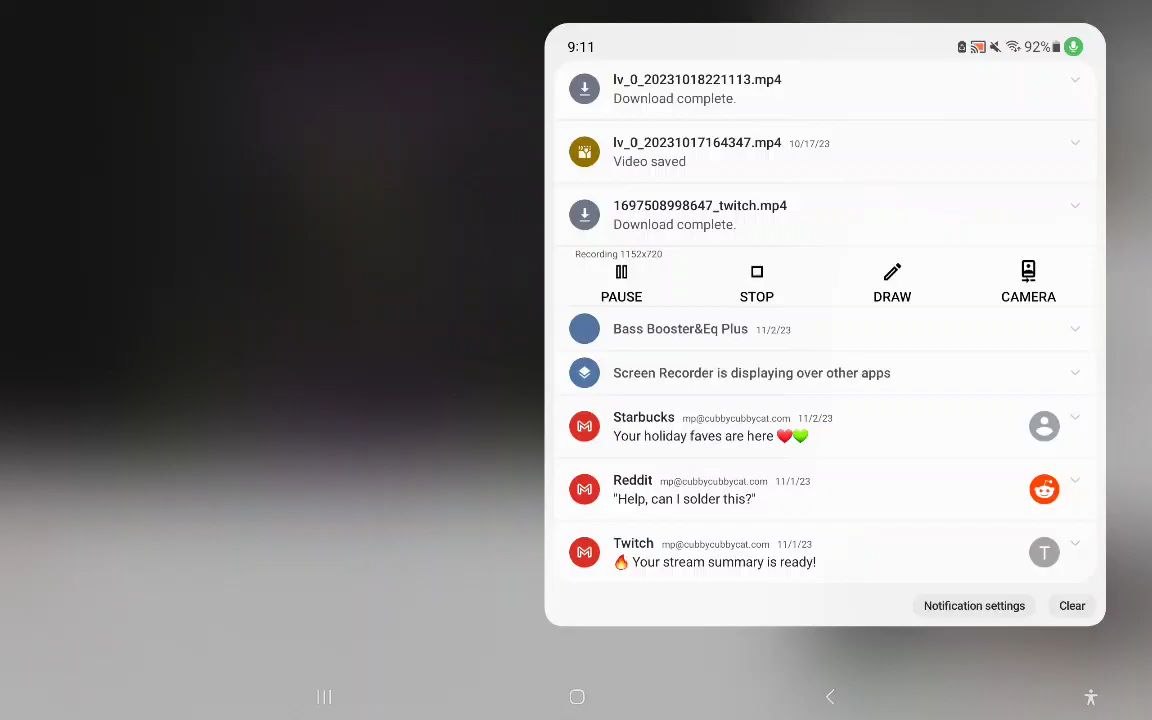 9:11
92%
lv_0_20231018221113.mp4
Download complete.
lv_0_20231017164347.mp4 10/17/23
Video saved
1697508998647_twitch.mp4
Download complete.
Recording 1152x720
PAUSE STOP DRAW CAMERA
Bass Booster&Eq Plus 11/2/23
Screen Recorder is displaying over other apps
Starbucks mp@cubbycubbycat.com 11/2/23
Your holiday faves are here ❤️💚
Reddit mp@cubbycubbycat.com 11/1/23
"Help, can I solder this?"
Twitch mp@cubbycubbycat.com 11/1/23
🔥 Your stream summary is ready!
T
Notification settings Clear